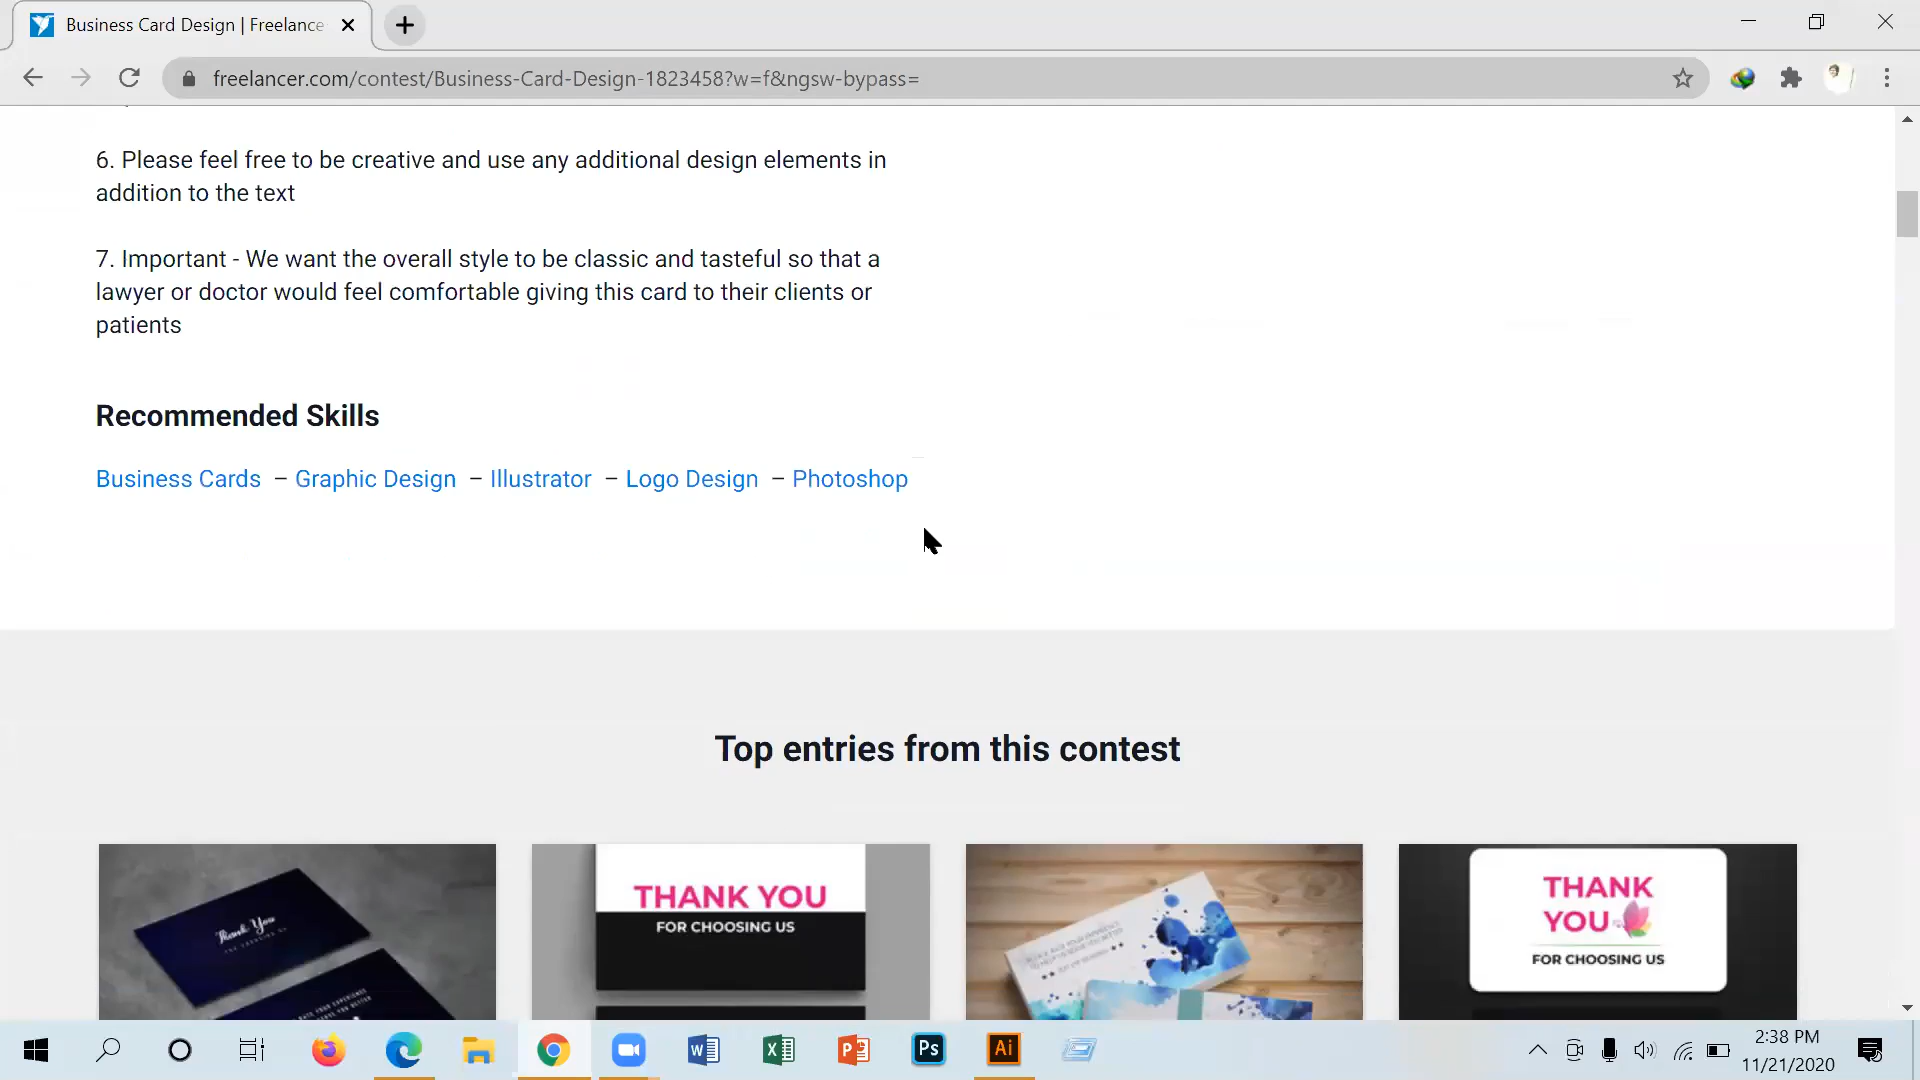 Business Card Design | Freelance
freelancer.com/contest/Business-Card-Design-1823458?w=f&ngsw-bypass=
6. Please feel free to be creative and use any additional design elements in
addition to the text
7. Important - We want the overall style to be classic and tasteful so that a
lawyer or doctor would feel comfortable giving this card to their clients or
patients
Recommended Skills
Business Cards – Graphic Design – Illustrator – Logo Design – Photoshop
Top entries from this contest
Thank You
THANK YOU
FOR CHOOSING US
THANK
YOU
FOR CHOOSING US
Ps
Ai
2:38 PM
11/21/2020